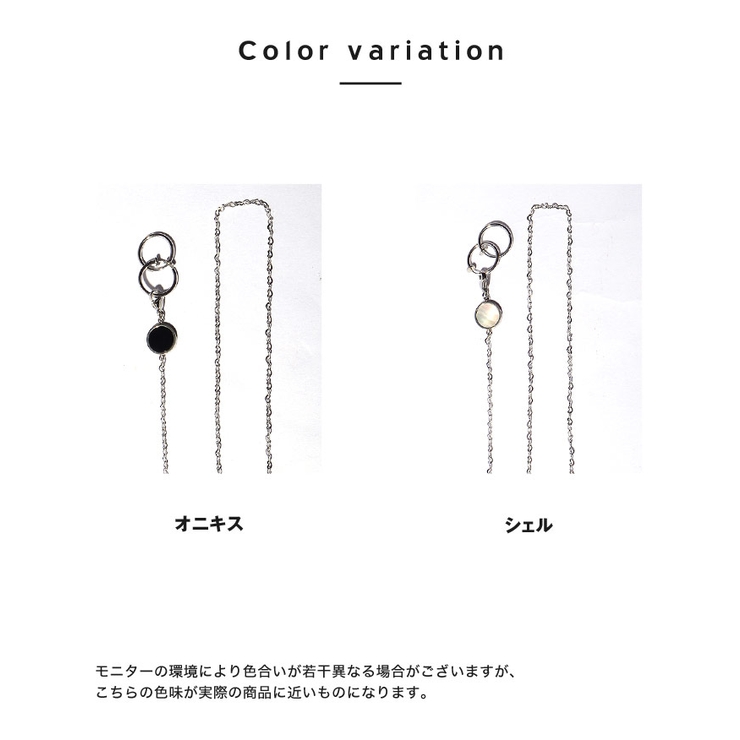 Color variation
オニキス
シェル
モニターの環境により色合いが若干異なる場合がございますが、
こちらの色味が実際の商品に近いものになります。